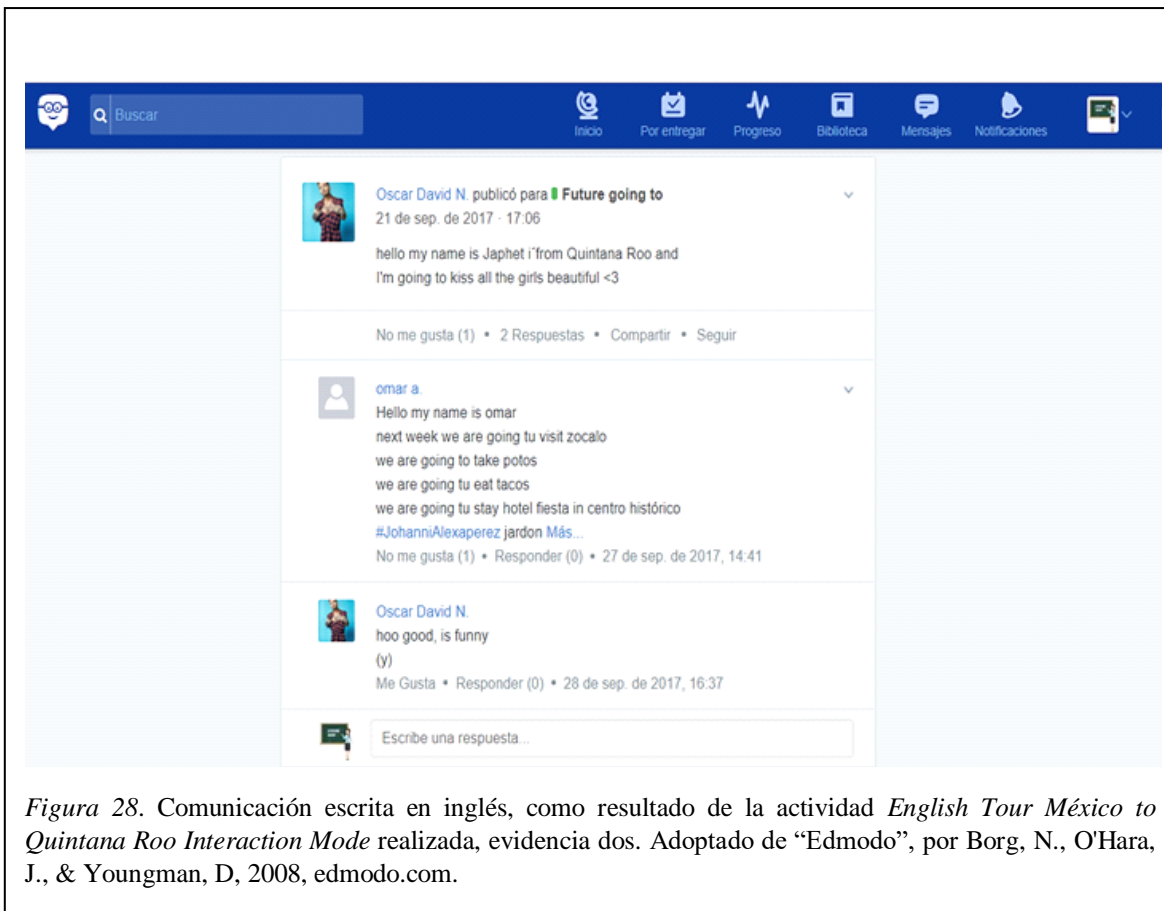 Buscar
Inicio
Por entregar
Progreso
Biblioteca
Mensajes
Notificaciones
Oscar David N. publicó para Future going to
21 de sep. de 2017 · 17:06
hello my name is Japhet i´from Quintana Roo and
I'm going to kiss all the girls beautiful <3
No me gusta (1) • 2 Respuestas • Compartir • Seguir
omar a.
Hello my name is omar
next week we are going tu visit zocalo
we are going to take potos
we are going tu eat tacos
we are going tu stay hotel fiesta in centro histórico
#JohanniAlexaperez jardon Más...
No me gusta (1) • Responder (0) • 27 de sep. de 2017, 14:41
Oscar David N.
hoo good, is funny
(y)
Me Gusta • Responder (0) • 28 de sep. de 2017, 16:37
Escribe una respuesta...
Figura 28. Comunicación escrita en inglés, como resultado de la actividad English Tour México to
Quintana Roo Interaction Mode realizada, evidencia dos. Adoptado de “Edmodo”, por Borg, N., O'Hara,
J., & Youngman, D, 2008, edmodo.com.